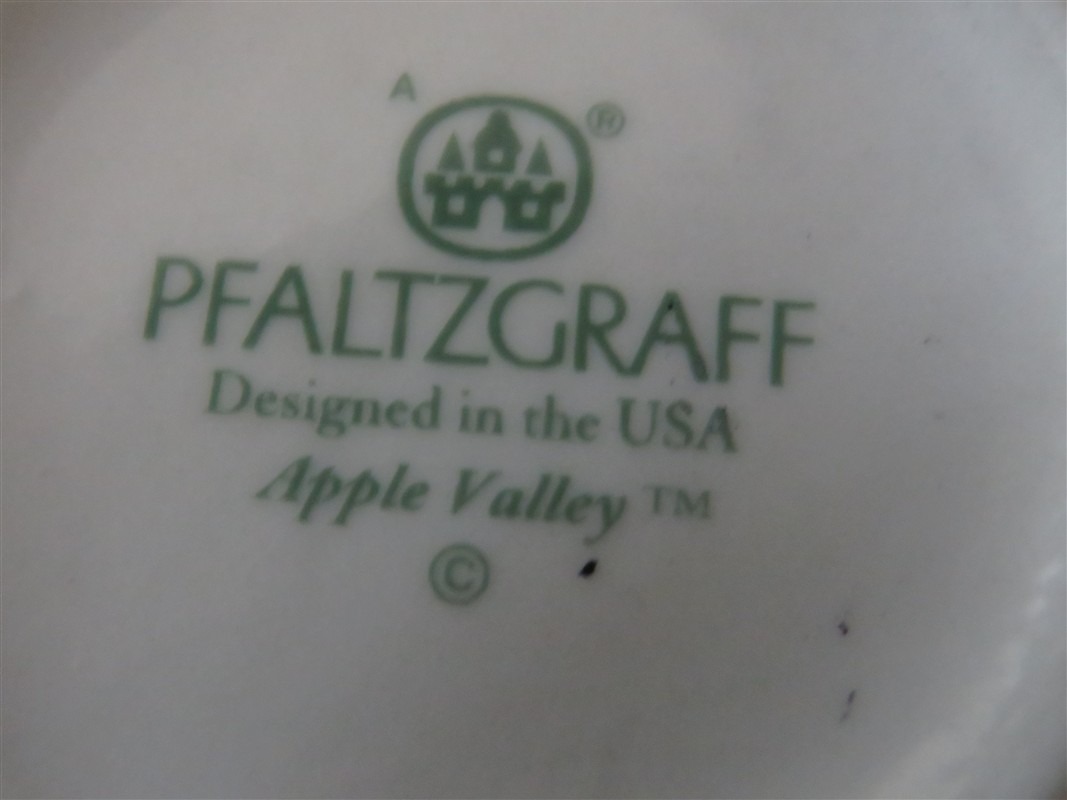 A
®
PFALTZGRAFF
Designed in the USA
Apple Valley ™
©